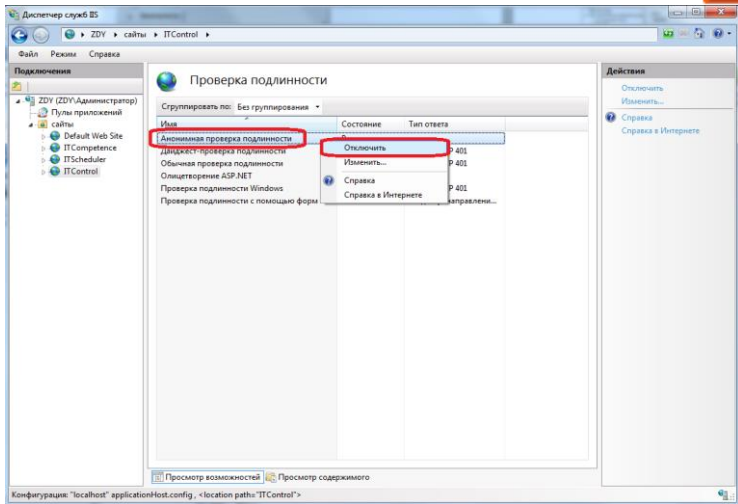 Диспетчер служб IIS
ZDY сайты ITControl
Файл Режим Справка
Подключения
ZDY (ZDY\Администратор)
Пулы приложений
сайты
Default Web Site
ITCompetence
ITScheduler
ITControl
Проверка подлинности
Сгруппировать по: Без группирования
Имя Состояние Тип ответа
Анонимная проверка подлинности
Дайджест-проверка подлинности P 401
Обычная проверка подлинности
Олицетворение ASP.NET
Проверка подлинности Windows P 401
Проверка подлинности с помощью форм аправлени...
Отключить
Изменить...
Справка
Справка в Интернете
Просмотр возможностей Просмотр содержимого
Действия
Отключить
Изменить...
Справка
Справка в Интернете
Конфигурация: "localhost" applicationHost.config , <location path="ITControl">